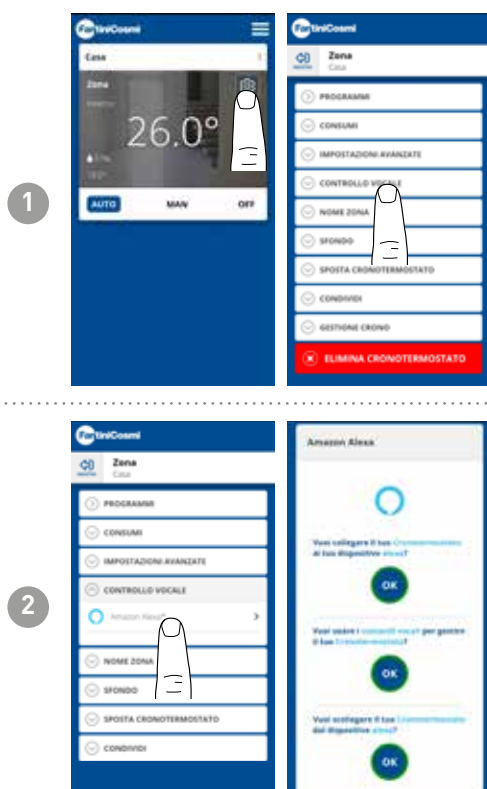 FantiniCosmi
Casa
Zona
26.0°
AUTO MAN OFF
1
FantiniCosmi
Zona
Casa
PROGRAMMI
CONSUMI
IMPOSTAZIONI AVANZATE
CONTROLLO
NOME ZONA
SFONDO
SPOSTA CRONOTERMOSTATO
CONDIVIDI
GESTIONE CRONO
ELIMINA CRONOTERMOSTATO
2
FantiniCosmi
Zona
Casa
PROGRAMMI
CONSUMI
IMPOSTAZIONI AVANZATE
CONTROLLO VOCALE
Amazon Alexa
NOME ZONA
SFONDO
SPOSTA CRONOTERMOSTATO
CONDIVIDI
Amazon Alexa
Vuoi collegare il tuo Cronotermostato
al tuo dispositivo alexa?
OK
Vuoi usare i comandi vocali per gestire
il tuo Cronotermostato?
OK
Vuoi scollegare il tuo Cronotermostato
dal dispositivo alexa?
OK